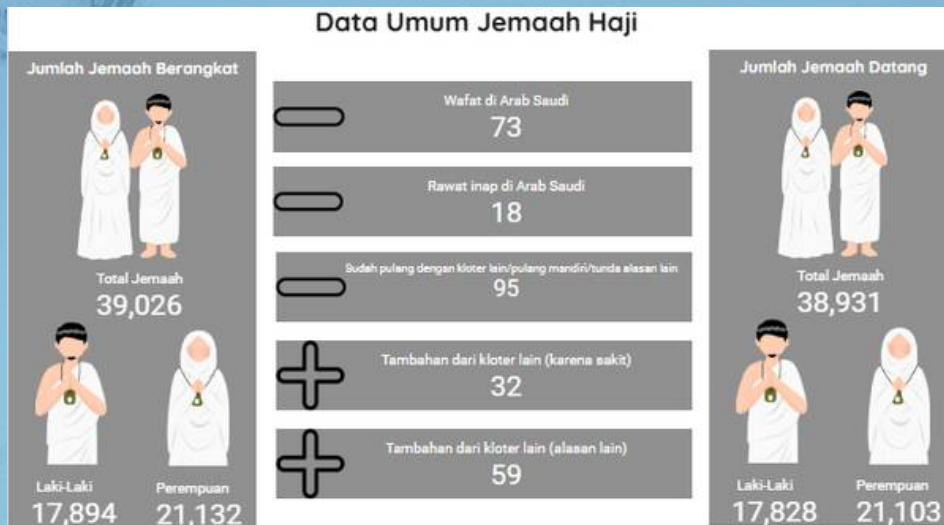 Data Umum Jemaah Haji
Jumlah Jemaah Berangkat
Total Jemaah
39,026
Laki-Laki
17,894
Perempuan
21,132
Wafat di Arab Saudi
73
Rawat inap di Arab Saudi
18
Sudah pulang dengan kloter lain/pulang mandiri/tunda alasan lain
95
Tambahan dari kloter lain (karena sakit)
32
Tambahan dari kloter lain (alasan lain)
59
Jumlah Jemaah Datang
Total Jemaah
38,931
Laki-Laki
17,828
Perempuan
21,103